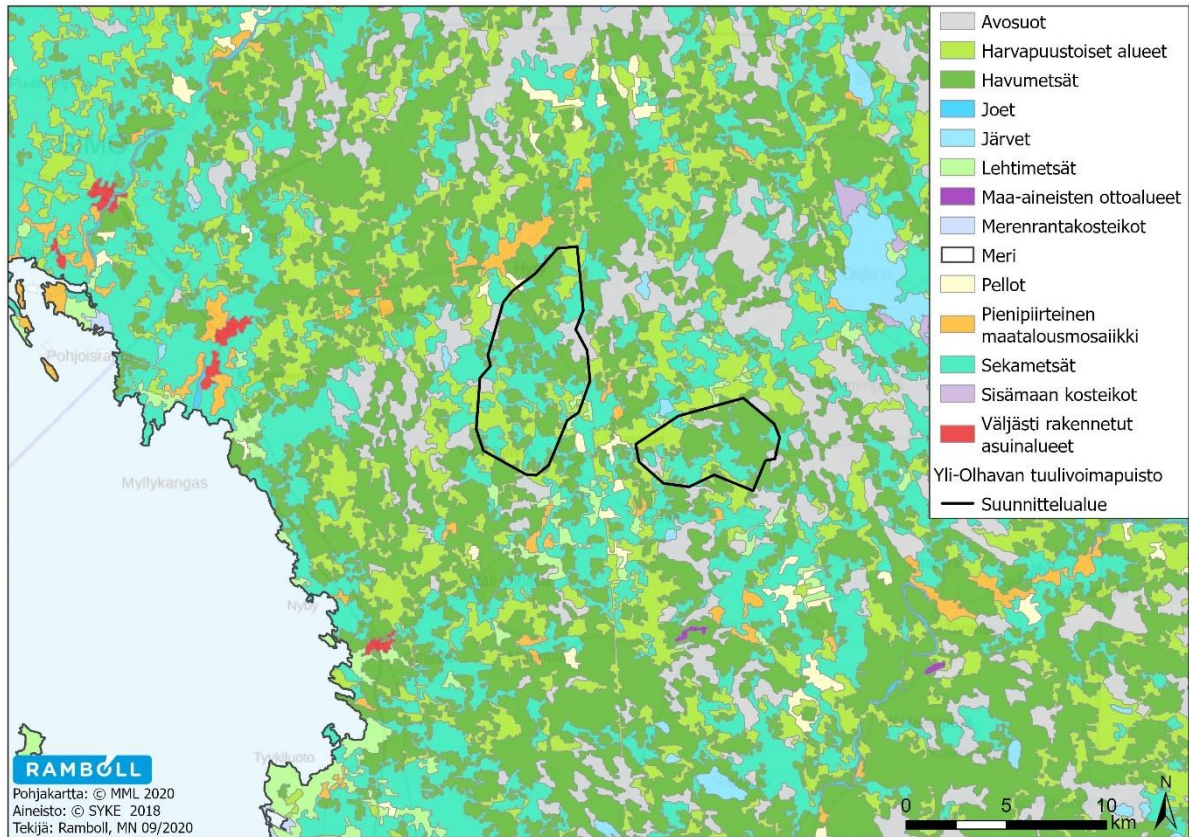 Avosuot
Harvapuustoiset alueet
Havumetsät
Joet
Järvet
Lehtimetsät
Maa-aineisten ottoalueet
Merenrantakosteikot
Meri
Pellot
Pienipiirteinen
maatalousmosaiikki
Sekametsät
Sisämaan kosteikot
Väljästi rakennetut
asuinalueet
Yli-Olhavan tuulivoimapuisto
Suunnittelualue
Myllykangas
Nyby
RAMBOLL
Pohjakartta: © MML 2020
Aineisto: © SYKE 2018
Tekijä: Ramboll, MN 09/2020
N
0 5 10
km